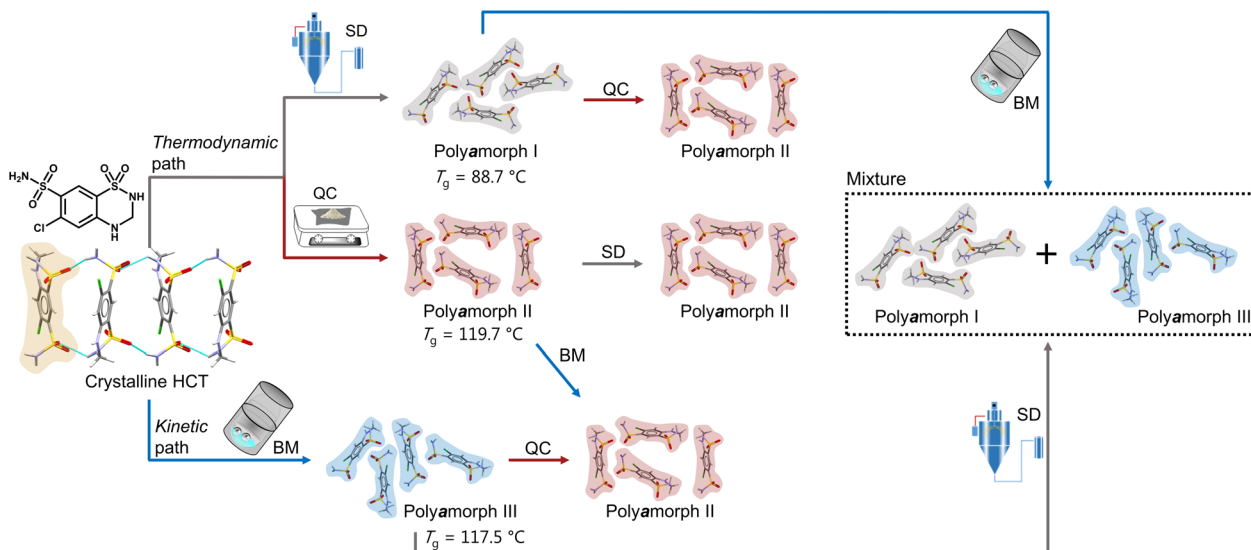 SD
BM
QC
Polyamorph I
Tg = 88.7 °C
Polyamorph II
Thermodynamic
path
H₂N
S
O
O
O
O
S
NH
N
H
Cl
QC
Mixture
Polyamorph II
Tg = 119.7 °C
SD
Polyamorph II
Polyamorph I
+
Polyamorph III
Crystalline HCT
BM
Kinetic
path
BM
QC
SD
Polyamorph III
Tg = 117.5 °C
Polyamorph II